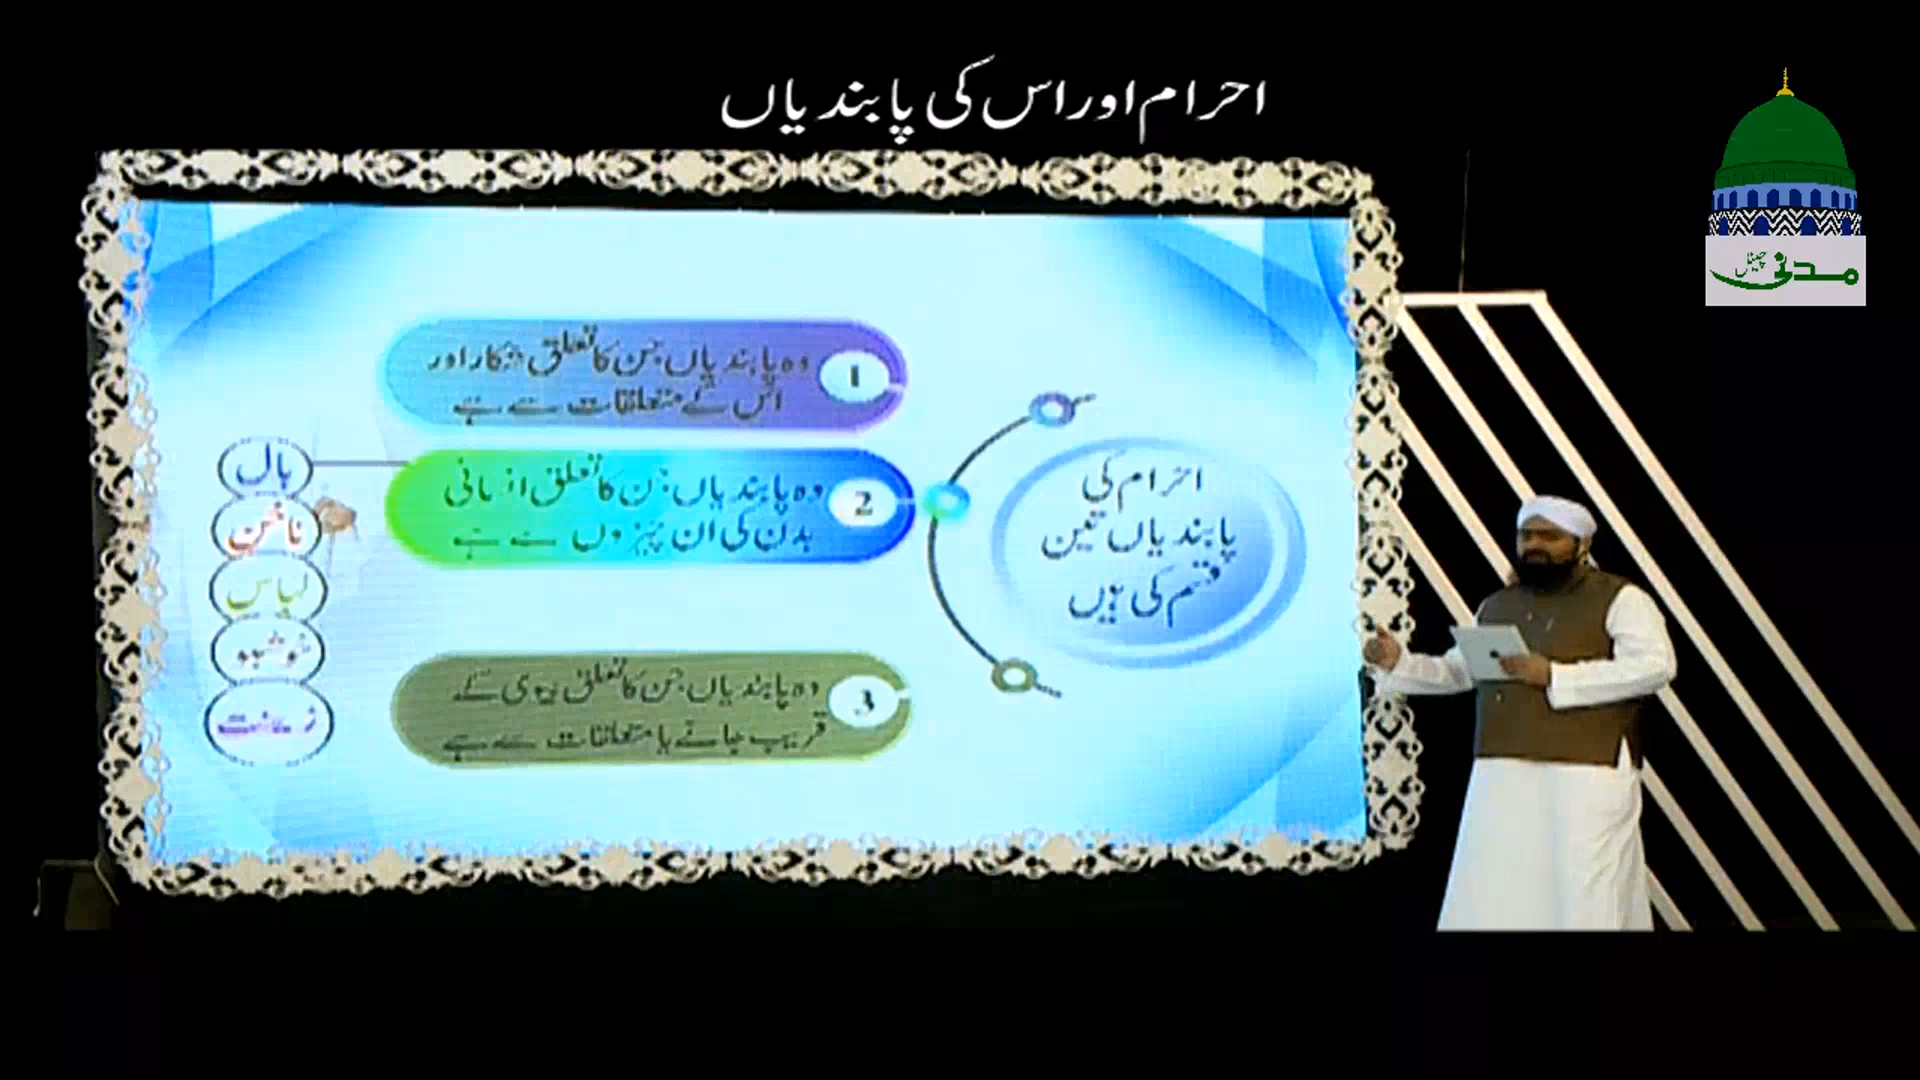 احرام اور اس کی پابندیاں
مدنی چینل
احرام کی
پابندیاں تین
قسم کی ہیں
1
وہ پابندیاں جن کا تعلق شکار اور
اس کے متعلقات سے ہے
2
وہ پابندیاں جن کا تعلق انسانی
بدن کی ان چیزوں سے ہے
بال
ناخن
لباس
خوشبو
زینت
3
وہ پابندیاں جن کا تعلق بیوی کے
قریب جانے یا متعلقات سے ہے